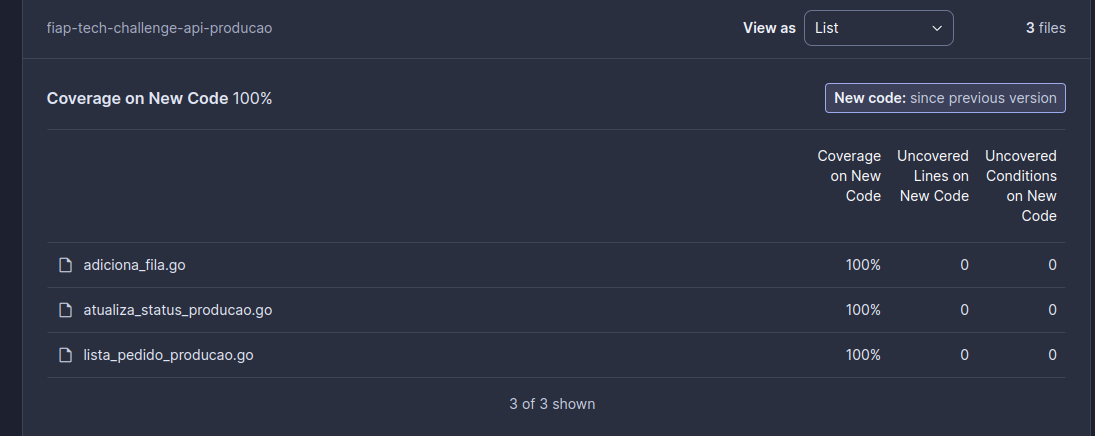 fiap-tech-challenge-api-producao View as List 3 files
Coverage on New Code 100% New code: since previous version
Coverage on New Code Uncovered Lines on New Code Uncovered Conditions on New Code
adiciona_fila.go 100% 0 0
atualiza_status_producao.go 100% 0 0
lista_pedido_producao.go 100% 0 0
3 of 3 shown